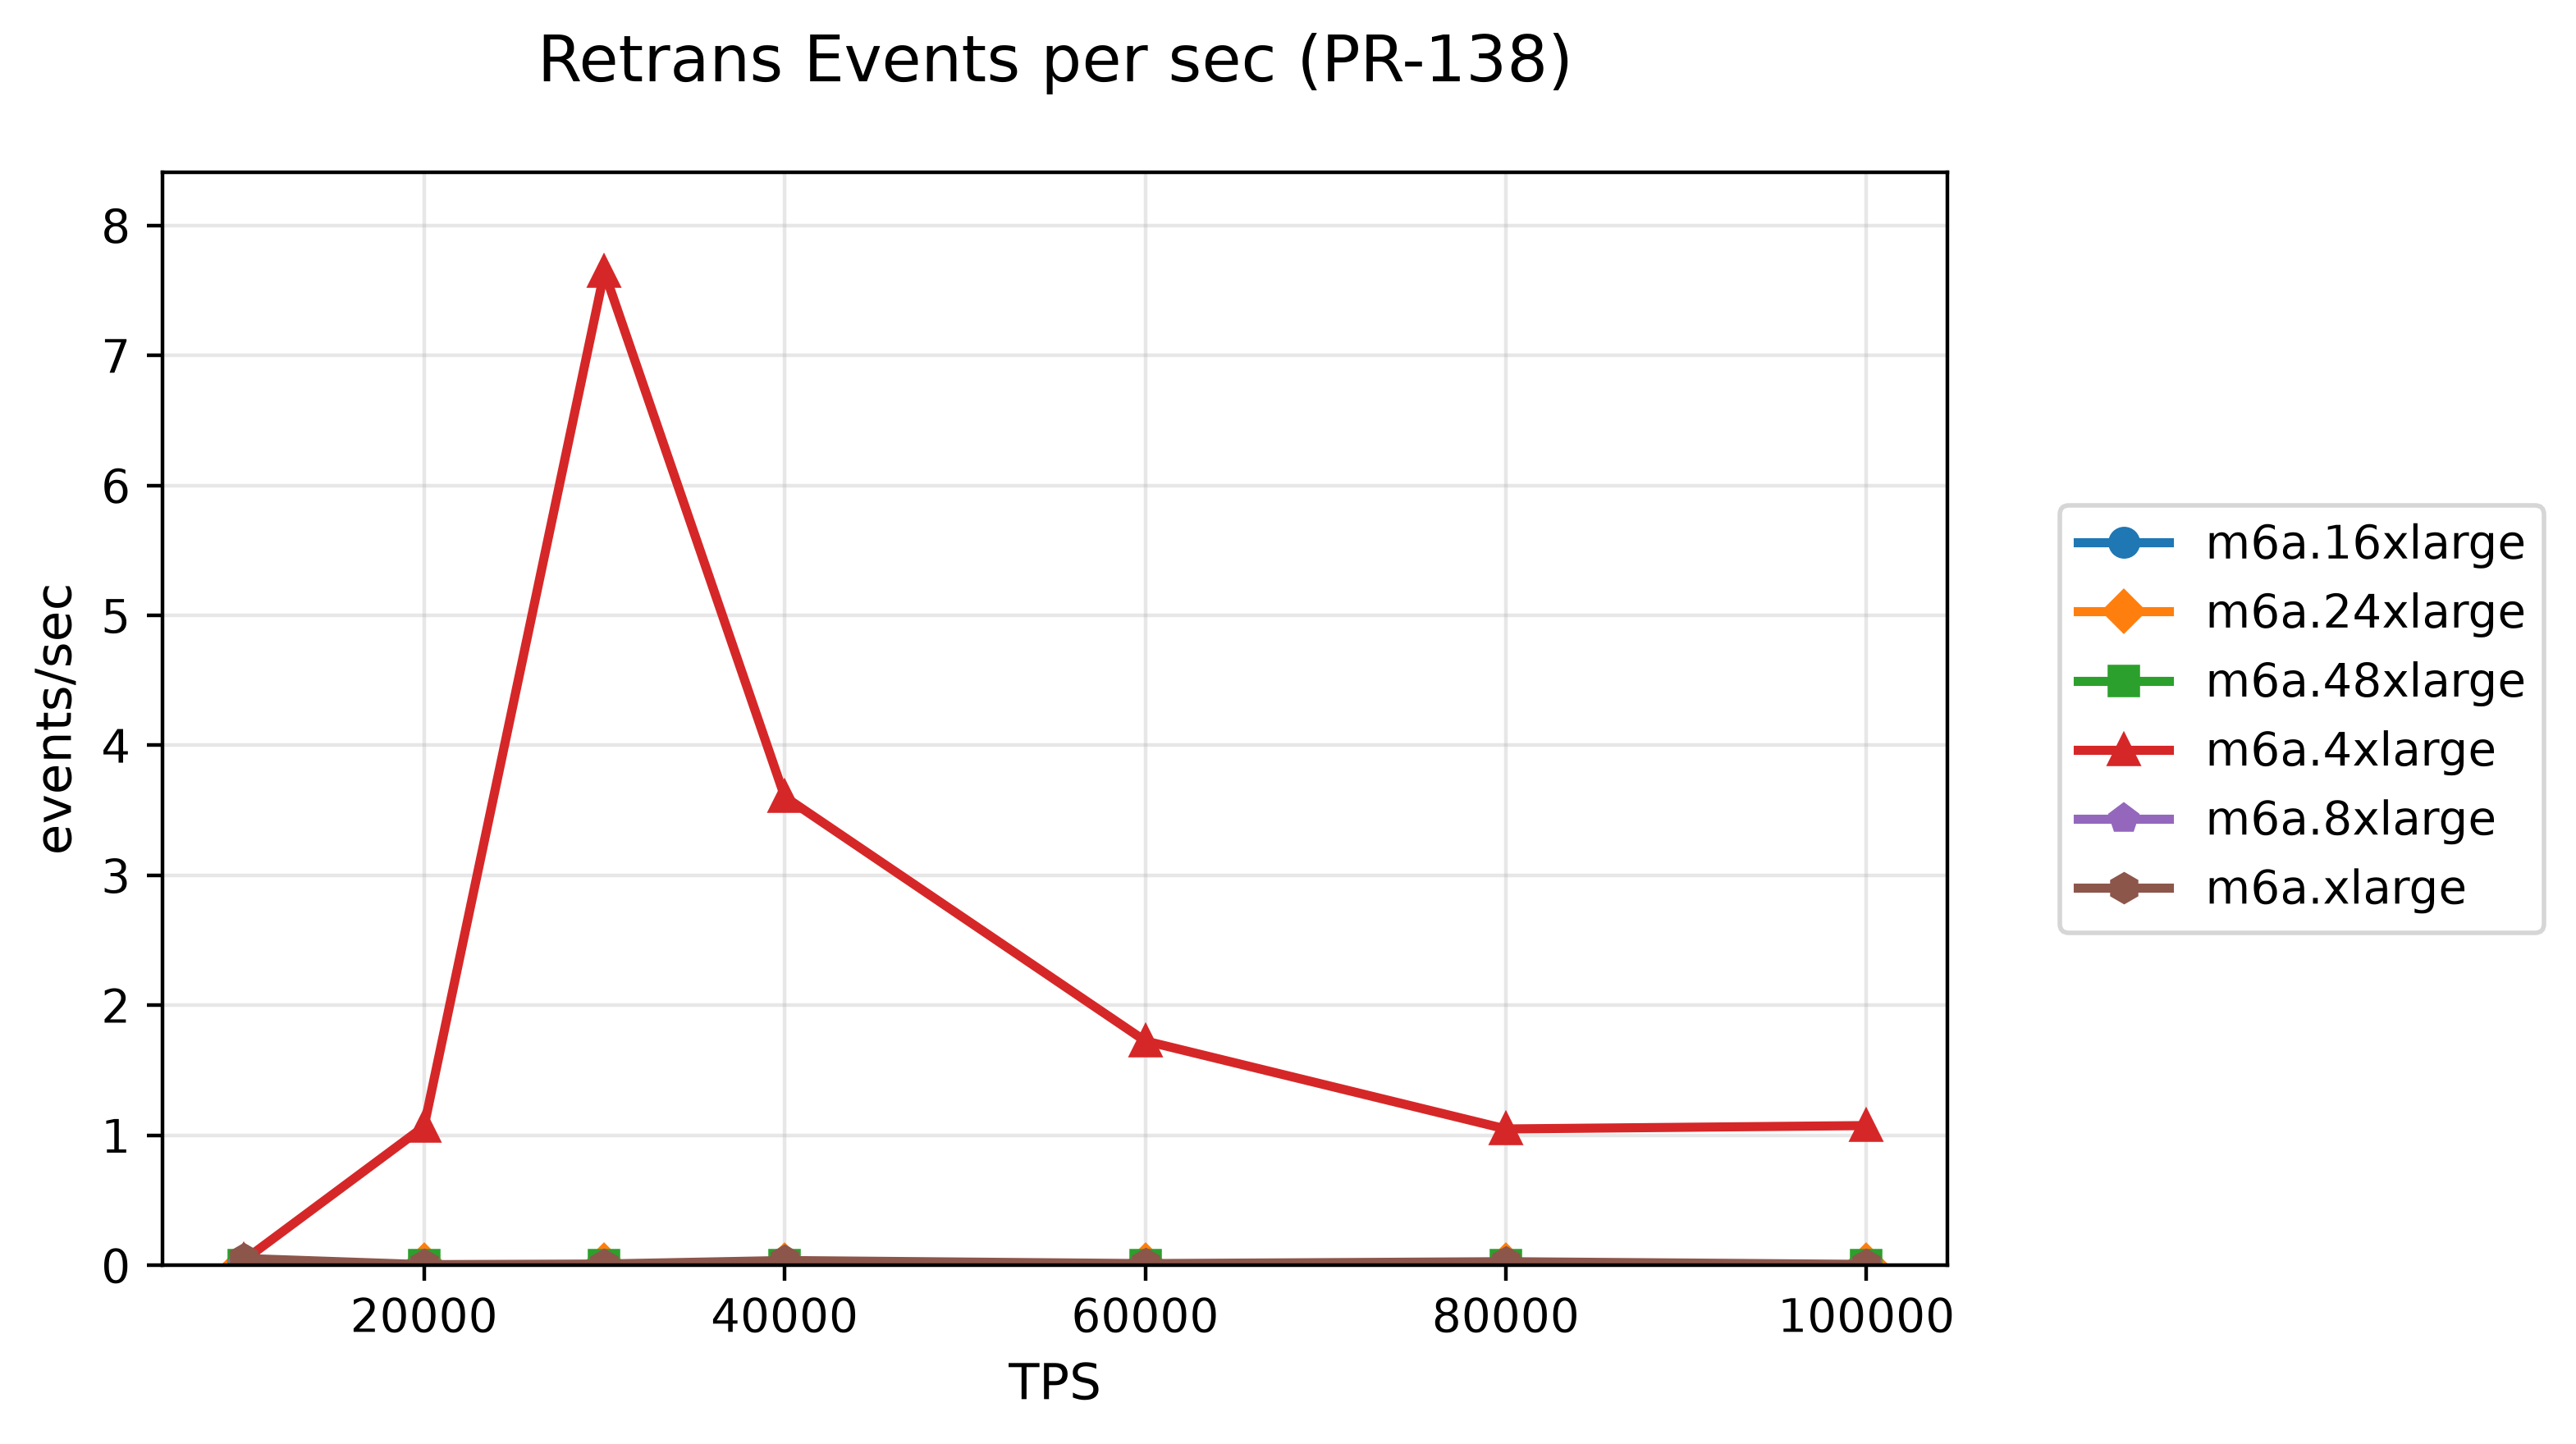 Retrans Events per sec (PR-138)
8
7
6
5
4
3
2
1
0
events/sec
20000 40000 60000 80000 100000
TPS
m6a.16xlarge
m6a.24xlarge
m6a.48xlarge
m6a.4xlarge
m6a.8xlarge
m6a.xlarge